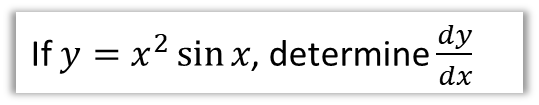 If y = x² sin x, determine dy/dx